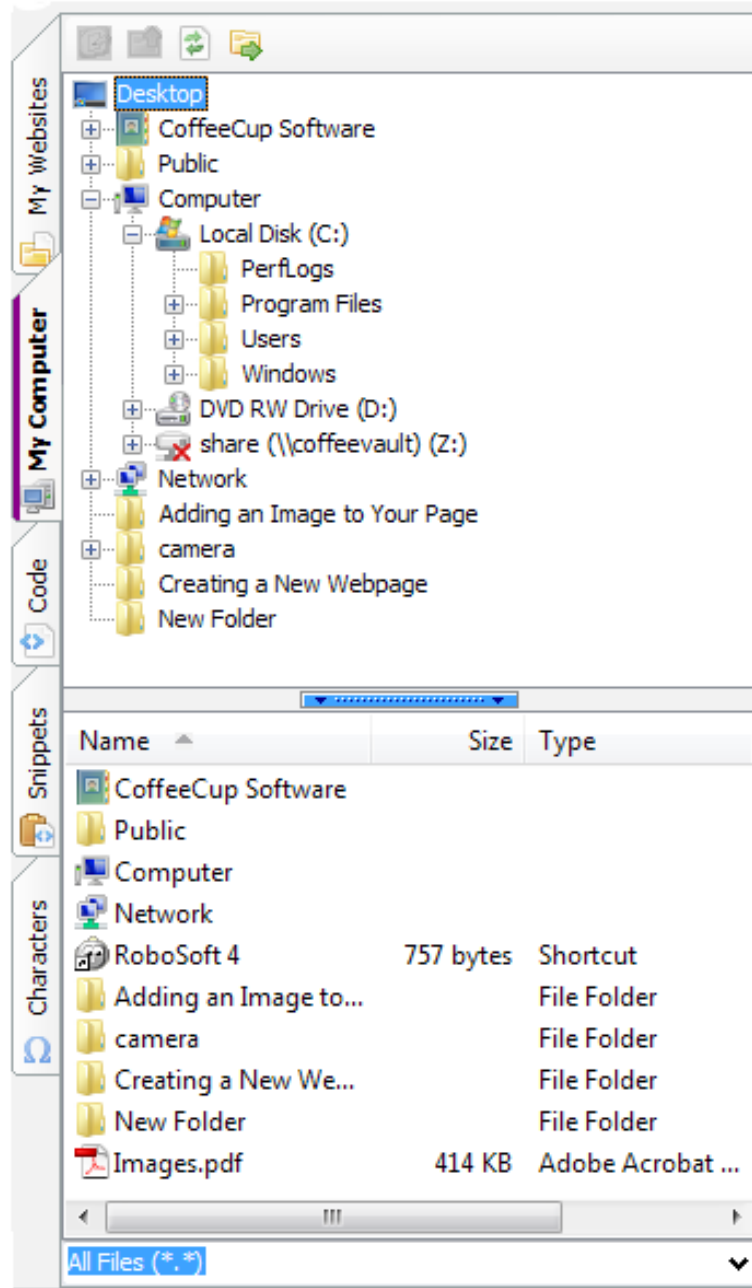 My Websites
My Computer
Code
Snippets
Characters
Ω
Desktop
CoffeeCup Software
Public
Computer
Local Disk (C:)
PerfLogs
Program Files
Users
Windows
DVD RW Drive (D:)
share (\\coffeevault) (Z:)
Network
Adding an Image to Your Page
camera
Creating a New Webpage
New Folder
Name Size Type
CoffeeCup Software
Public
Computer
Network
RoboSoft 4 757 bytes Shortcut
Adding an Image to... File Folder
camera File Folder
Creating a New We... File Folder
New Folder File Folder
Images.pdf 414 KB Adobe Acrobat ...
All Files (*.*)